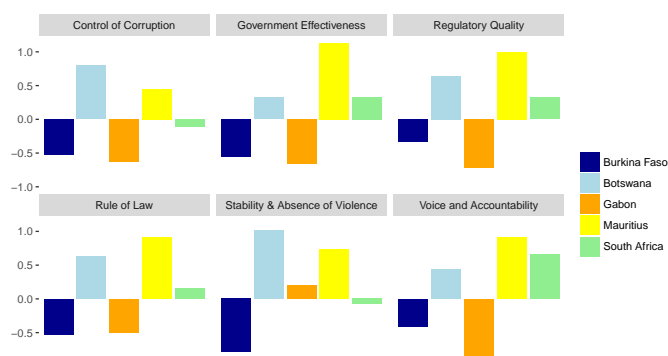 Control of Corruption
Government Effectiveness
Regulatory Quality
1.0
0.5
0.0
−0.5
−1.0
Rule of Law
Stability & Absence of Violence
Voice and Accountability
1.0
0.5
0.0
−0.5
Burkina Faso
Botswana
Gabon
Mauritius
South Africa